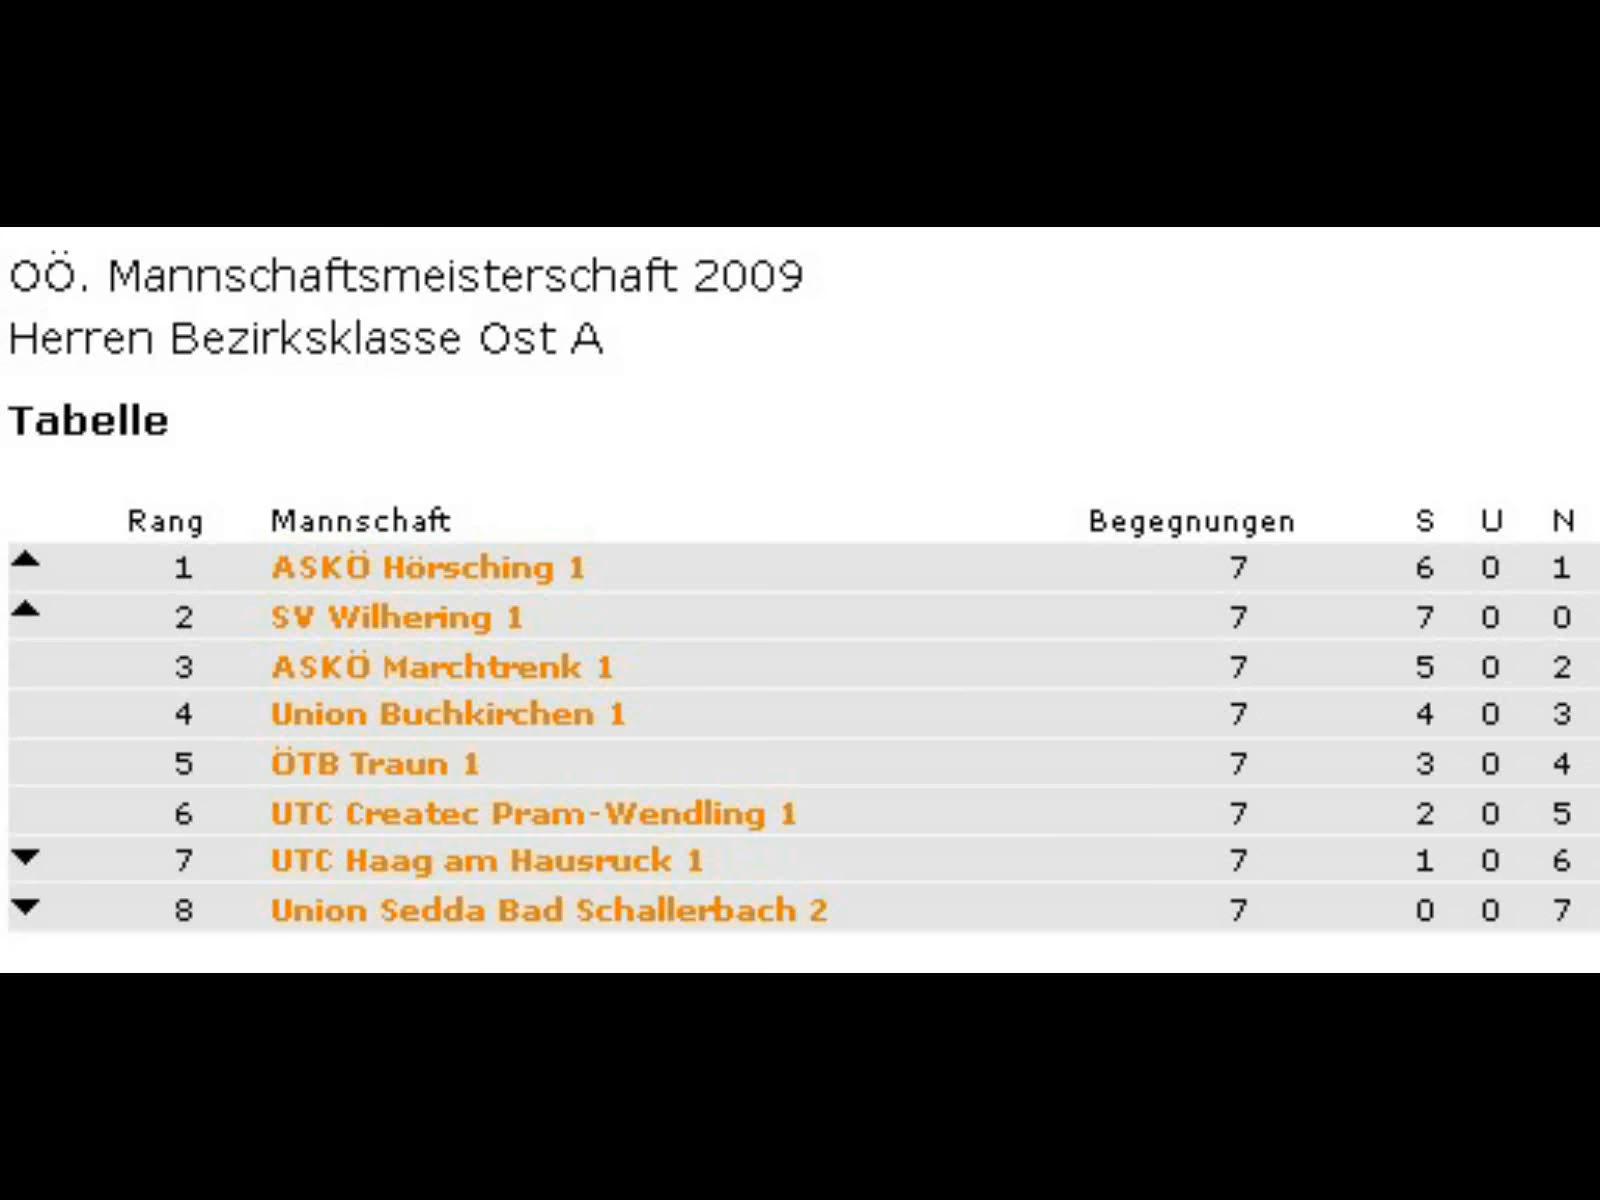 OÖ. Mannschaftsmeisterschaft 2009
Herren Bezirksklasse Ost A
Tabelle
Rang Mannschaft Begegnungen S U N
1 ASKÖ Hörsching 1 7 6 0 1
2 SV Wilhering 1 7 7 0 0
3 ASKÖ Marchtrenk 1 7 5 0 2
4 Union Buchkirchen 1 7 4 0 3
5 ÖTB Traun 1 7 3 0 4
6 UTC Createc Pram-Wendling 1 7 2 0 5
7 UTC Haag am Hausruck 1 7 1 0 6
8 Union Sedda Bad Schallerbach 2 7 0 0 7